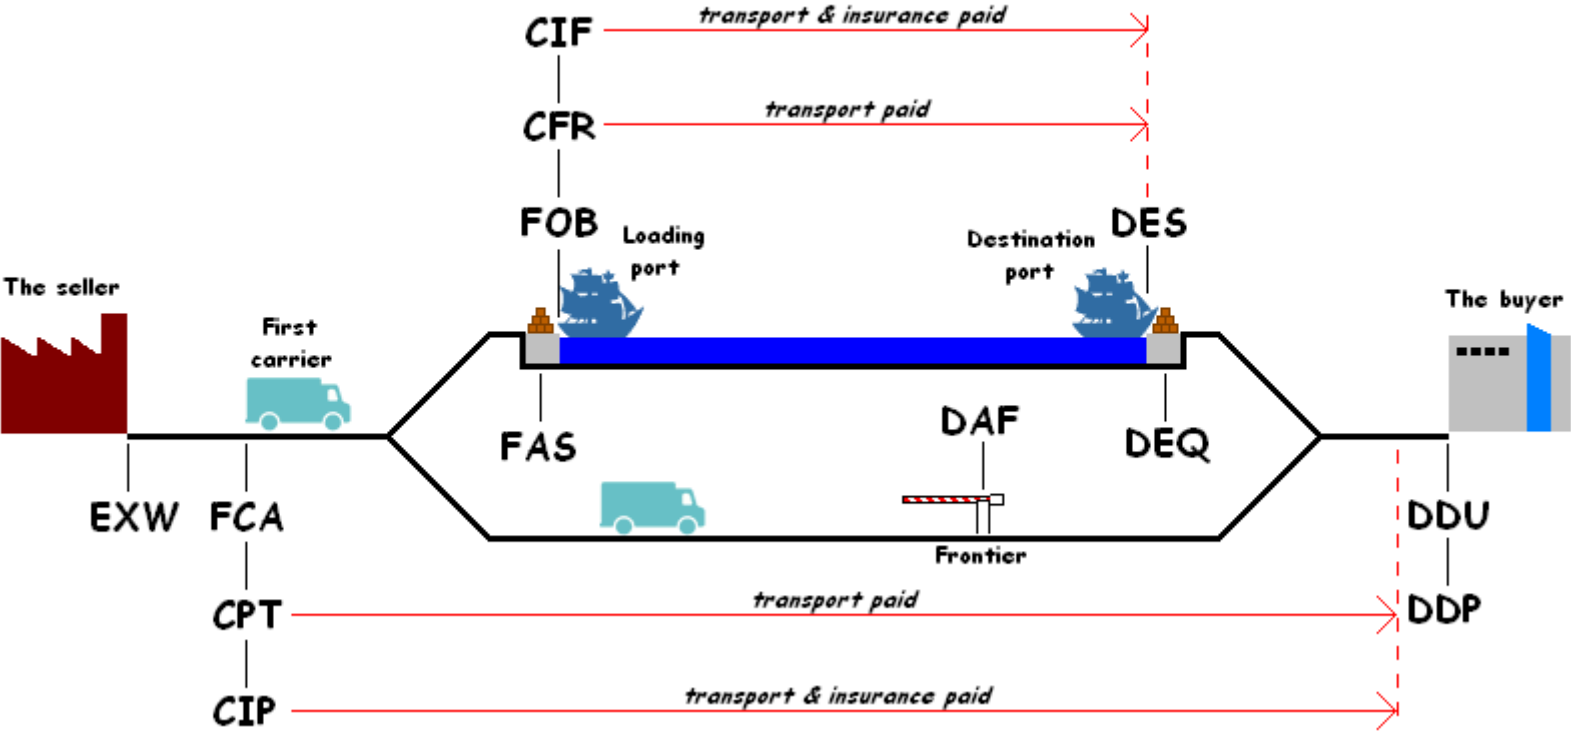 transport & insurance paid
CIF
transport paid
CFR
FOB
Loading
port
Destination
port
DES
The seller
First
carrier
The buyer
FAS
DAF
DEQ
EXW
FCA
Frontier
DDU
transport paid
CPT
DDP
transport & insurance paid
CIP